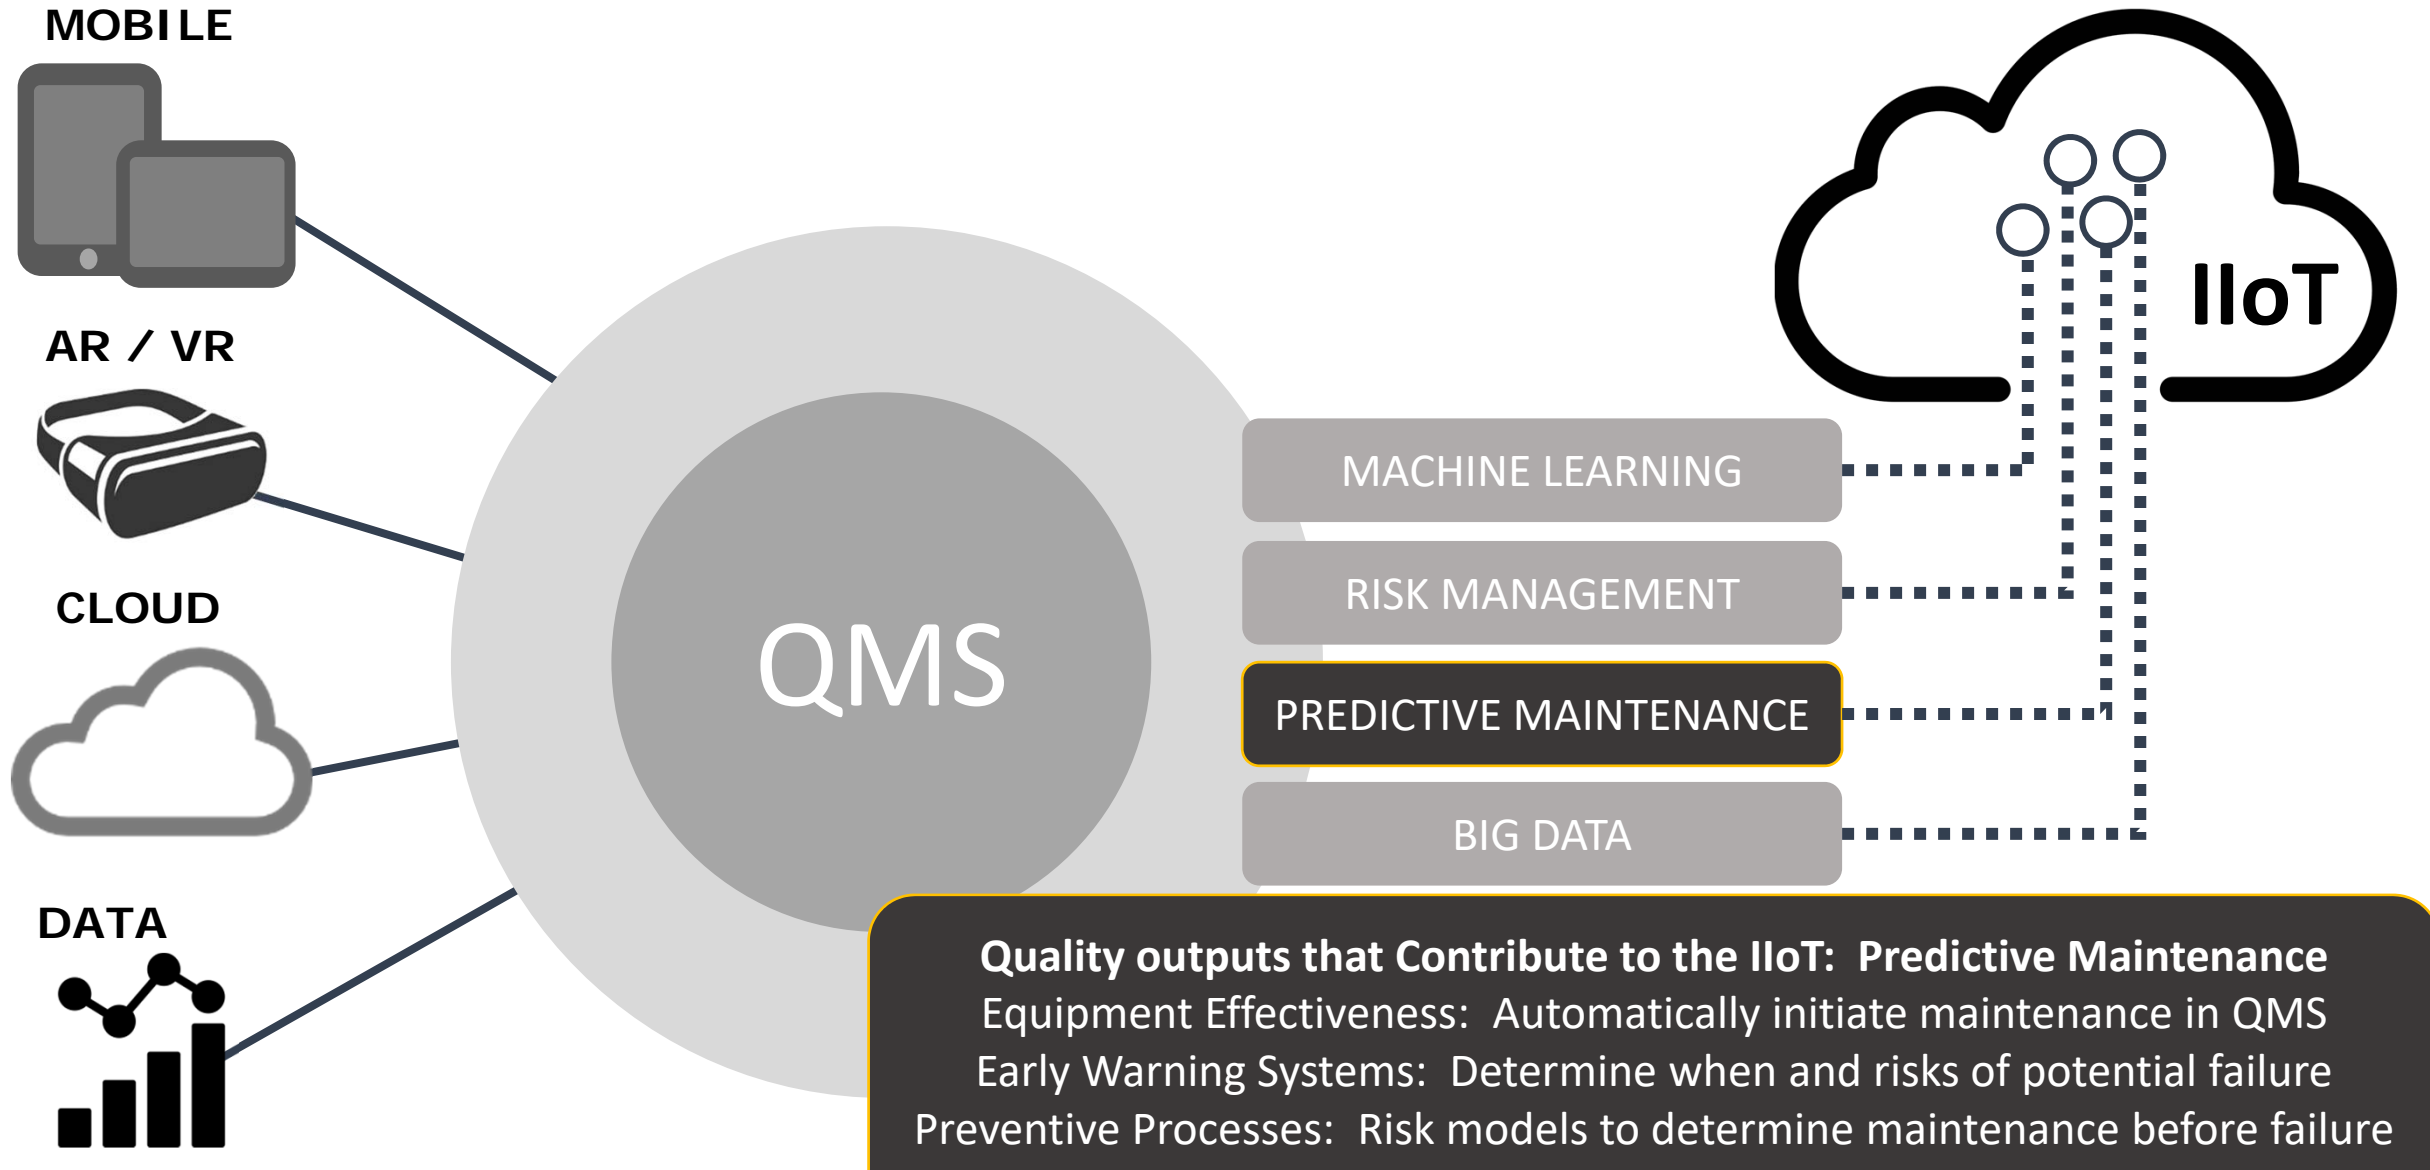 MOBILE
AR / VR
CLOUD
DATA
QMS
MACHINE LEARNING
RISK MANAGEMENT
PREDICTIVE MAINTENANCE
BIG DATA
IIoT
Quality outputs that Contribute to the IIoT:  Predictive Maintenance
Equipment Effectiveness:  Automatically initiate maintenance in QMS
Early Warning Systems:  Determine when and risks of potential failure
Preventive Processes:  Risk models to determine maintenance before failure